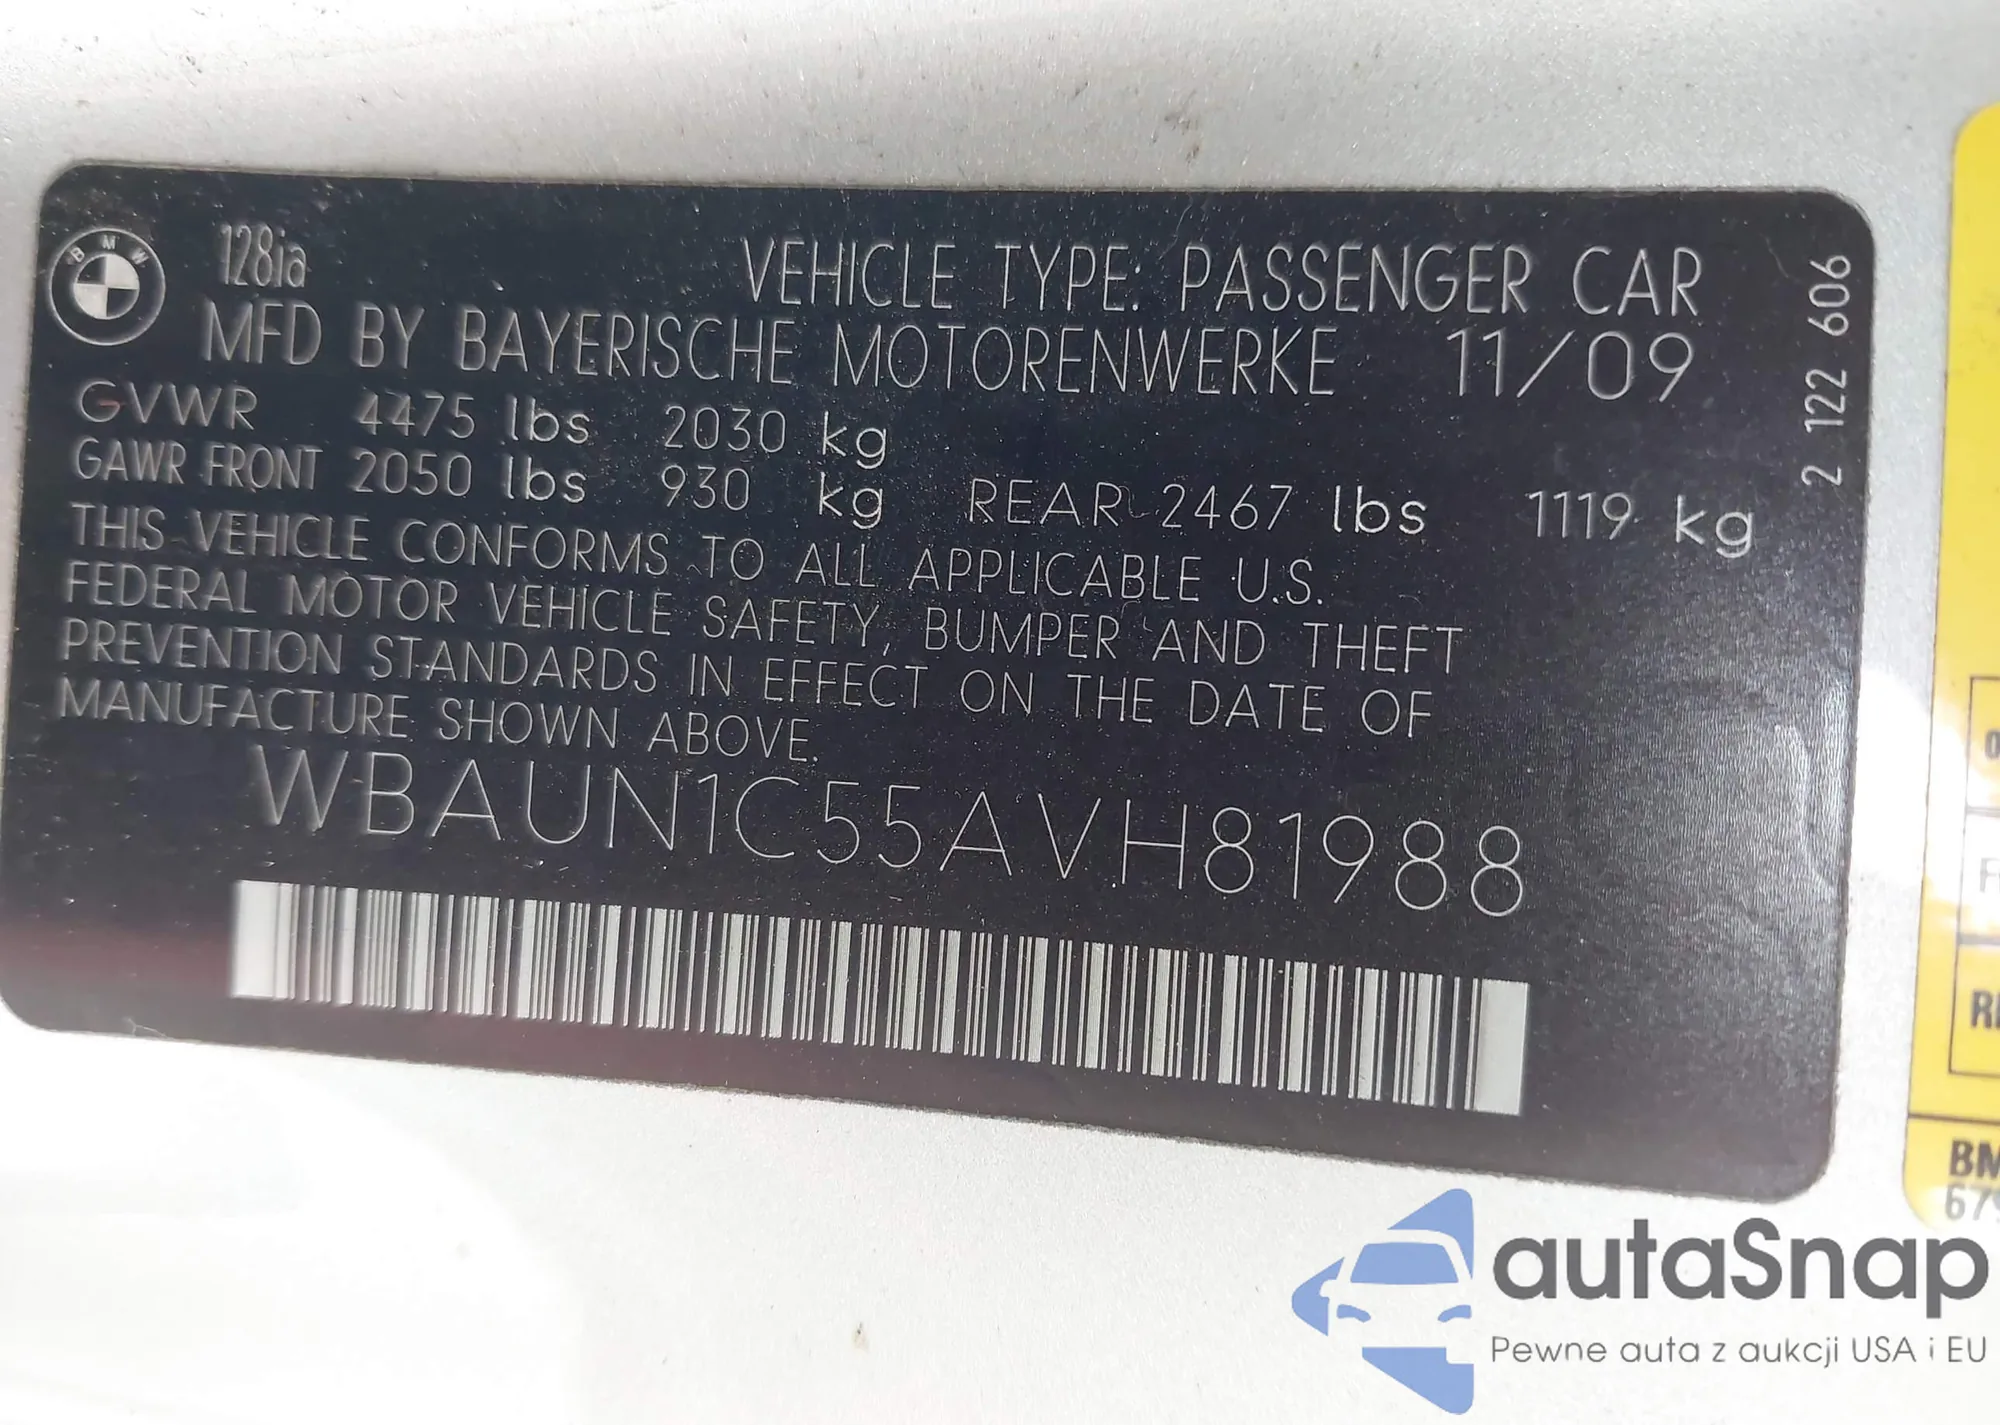 BMW
128ia
VEHICLE TYPE: PASSENGER CAR
MFD BY BAYERISCHE MOTORENWERKE 11/09
GVWR 4475 lbs 2030 kg
GAWR FRONT 2050 lbs 930 kg REAR 2467 lbs 1119 kg
THIS VEHICLE CONFORMS TO ALL APPLICABLE U.S.
FEDERAL MOTOR VEHICLE SAFETY, BUMPER AND THEFT
PREVENTION STANDARDS IN EFFECT ON THE DATE OF
MANUFACTURE SHOWN ABOVE.
WBAUN1C55AVH81988
2 122 606
BM
679
autaSnap
Pewne auta z aukcji USA i EU